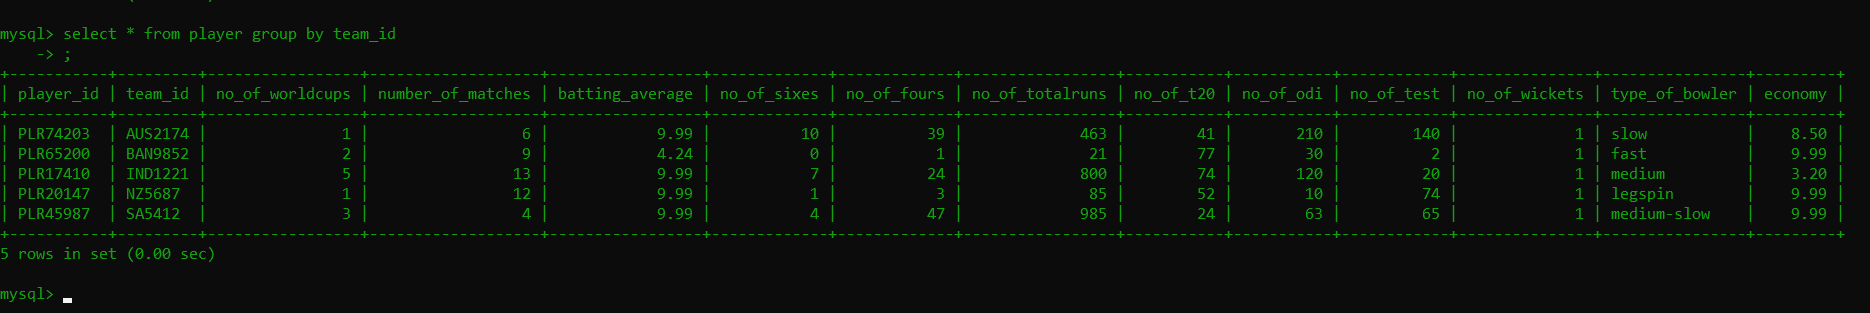 mysql> select * from player group by team_id
    -> ;
+-----------+---------+-----------------+-------------------+-----------------+-------------+-------------+------------------+-----------+-----------+------------+---------------+----------------+---------+
| player_id | team_id | no_of_worldcups | number_of_matches | batting_average | no_of_sixes | no_of_fours | no_of_totalruns | no_of_t20 | no_of_odi | no_of_test | no_of_wickets | type_of_bowler | economy |
+-----------+---------+-----------------+-------------------+-----------------+-------------+-------------+------------------+-----------+-----------+------------+---------------+----------------+---------+
| PLR74203 | AUS2174 | 1 | 6 | 9.99 | 10 | 39 | 463 | 41 | 210 | 140 | 1 | slow | 8.50 |
| PLR65200 | BAN9852 | 2 | 9 | 4.24 | 0 | 1 | 21 | 77 | 30 | 2 | 1 | fast | 9.99 |
| PLR17410 | IND1221 | 5 | 13 | 9.99 | 7 | 24 | 800 | 74 | 120 | 20 | 1 | medium | 3.20 |
| PLR20147 | NZ5687 | 1 | 12 | 9.99 | 1 | 3 | 85 | 52 | 10 | 74 | 1 | legspin | 9.99 |
| PLR45987 | SA5412 | 3 | 4 | 9.99 | 4 | 47 | 985 | 24 | 63 | 65 | 1 | medium-slow | 9.99 |
+-----------+---------+-----------------+-------------------+-----------------+-------------+-------------+------------------+-----------+-----------+------------+---------------+----------------+---------+
5 rows in set (0.00 sec)
mysql> _